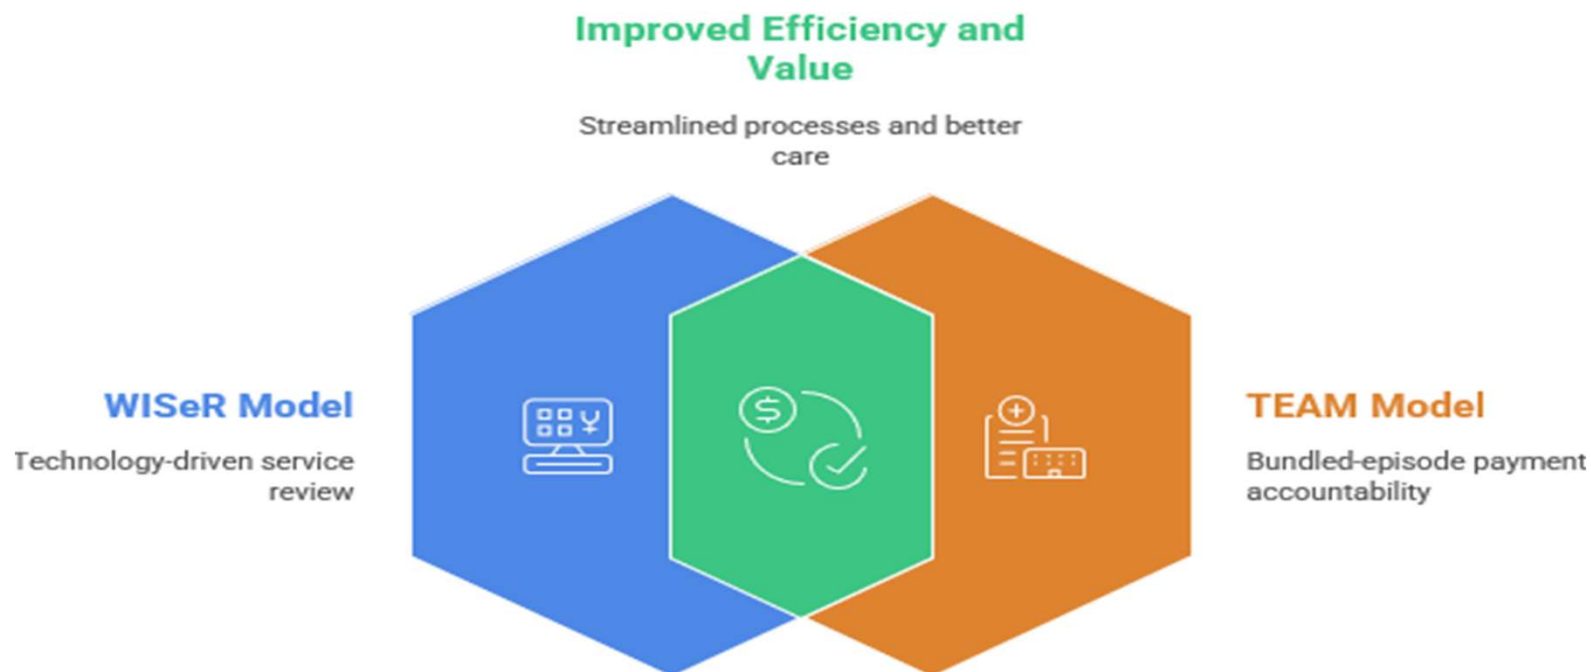 Improved Efficiency and
Value
Streamlined processes and better
care
WISeR Model
Technology-driven service
review
TEAM Model
Bundled-episode payment
accountability